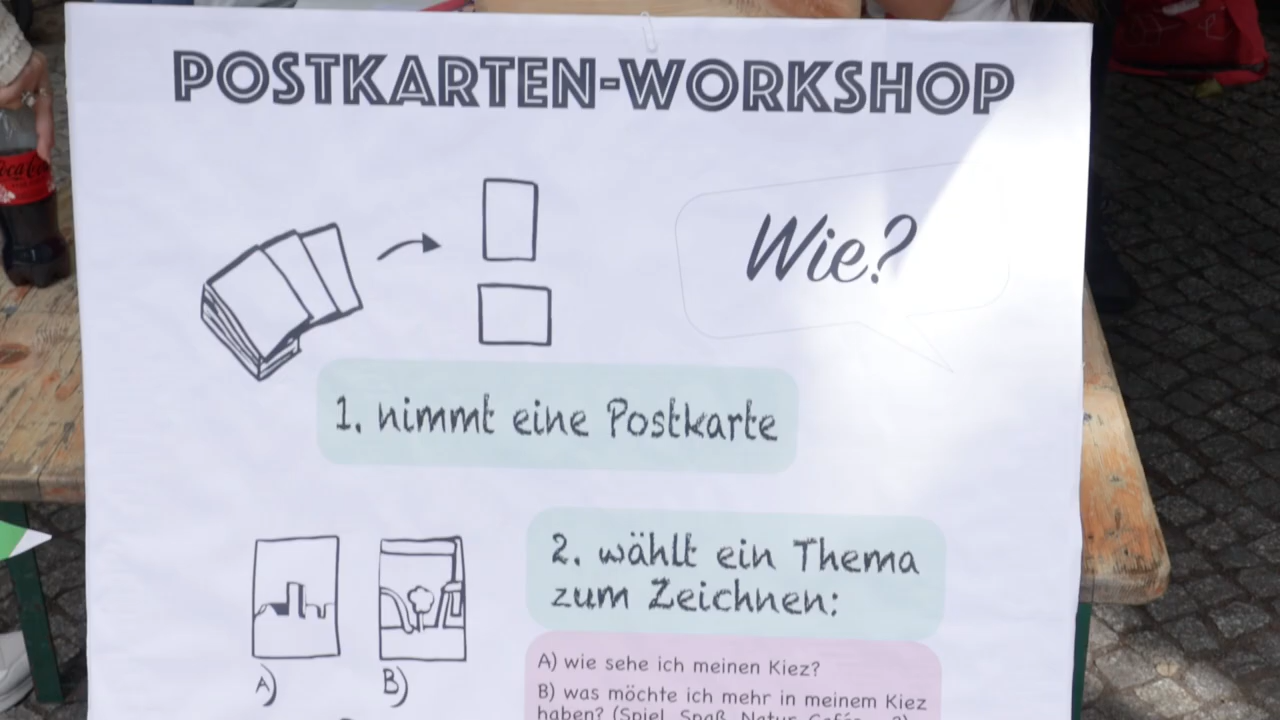 POSTKARTEN-WORKSHOP
Wie?
1. nimmt eine Postkarte
2. wählt ein Thema
zum Zeichnen:
A) B)
A) wie sehe ich meinen Kiez?
B) was möchte ich mehr in meinem Kiez
haben? (Spiel, Spaß, Natur, Cafés